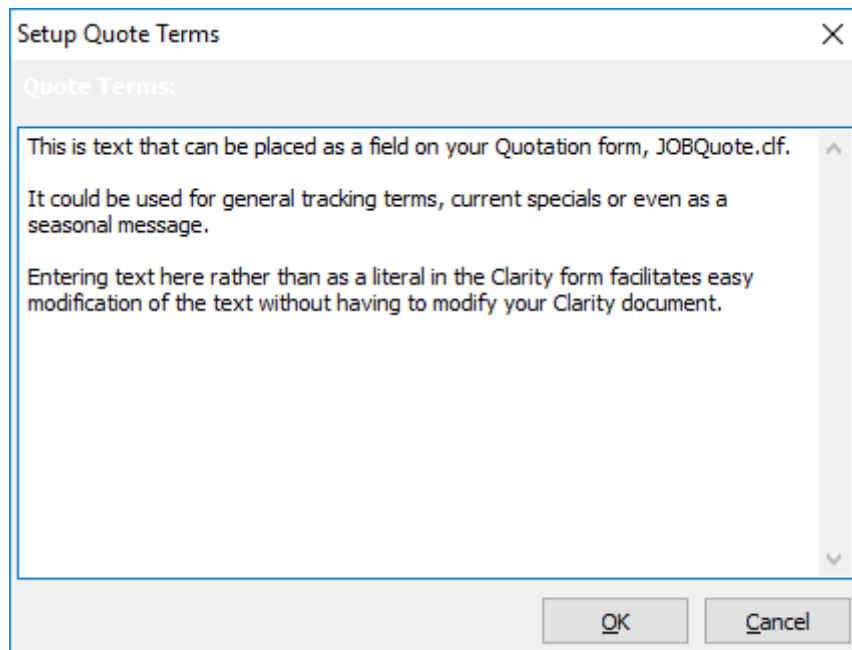 Setup Quote Terms
Quote Terms:
This is text that can be placed as a field on your Quotation form, JOBQuote.clf.
It could be used for general tracking terms, current specials or even as a
seasonal message.
Entering text here rather than as a literal in the Clarity form facilitates easy
modification of the text without having to modify your Clarity document.
OK
Cancel